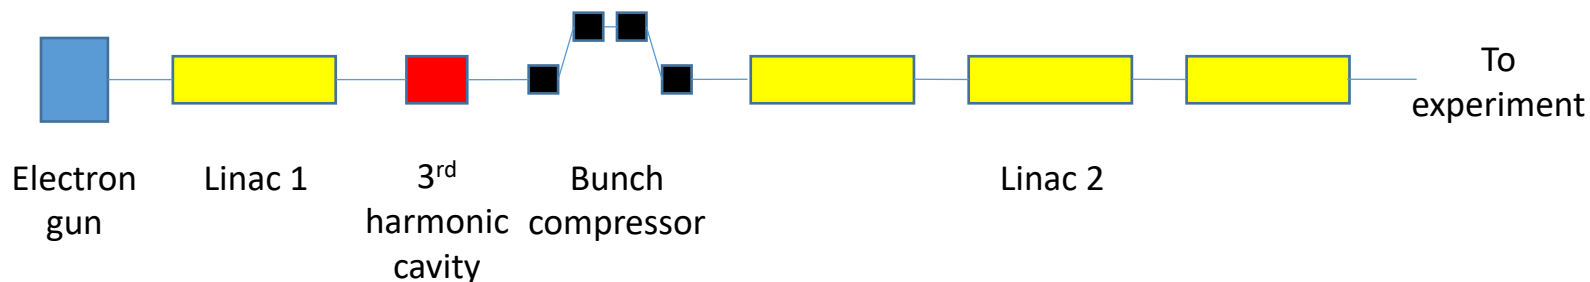 To
experiment
Electron
gun
Linac 1
3rd
harmonic
cavity
Bunch
compressor
Linac 2